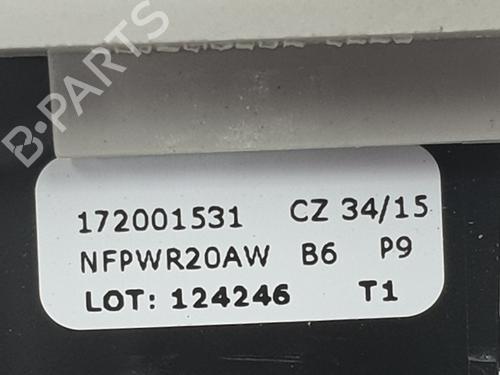 B-PARTS
172001531 CZ 34/15
NFPWR20AW B6 P9
LOT: 124246 T1